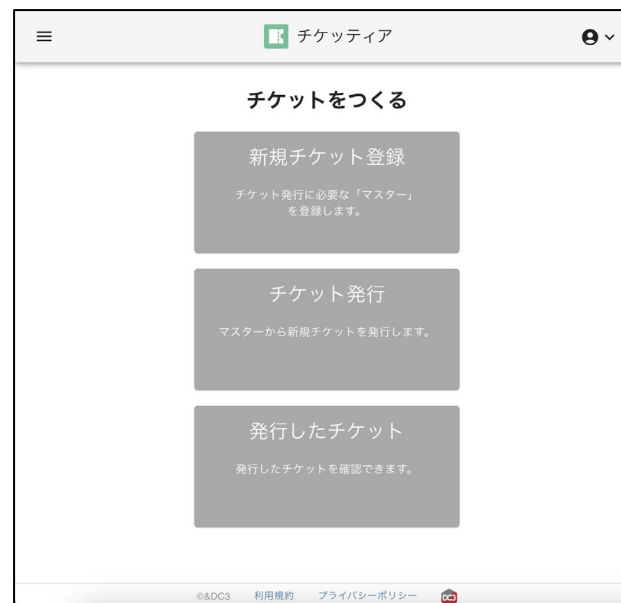 チケッティア
チケットをつくる
新規チケット登録
チケット発行に必要な「マスター」
を登録します。
チケット発行
マスターから新規チケットを発行します。
発行したチケット
発行したチケットを確認できます。
©&DC3 利用規約 プライバシーポリシー DC3